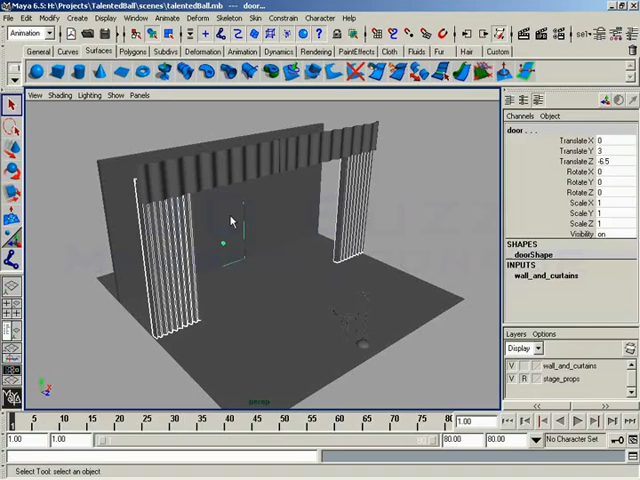 Maya 6.5: H:\Projects\TalentedBall\scenes\talentedBall.mb --- door...
File Edit Modify Create Display Window Animate Deform Skeleton Skin Constrain Character Help
Animation
sel
General Curves Surfaces Polygons Subdivs Deformation Animation Dynamics Rendering PaintEffects Cloth Fluids Fur Hair Custom
View Shading Lighting Show Panels
Channels Object
door . . .
Translate X 0
Translate Y 3
Translate Z -6.5
Rotate X 0
Rotate Y 0
Rotate Z 0
Scale X 1
Scale Y 1
Scale Z 1
Visibility on
SHAPES
doorShape
INPUTS
wall_and_curtains
Layers Options
Display
V wall_and_curtains
V R stage_props
persp
5 10 15 20 25 30 35 40 45 50 55 60 65 70 75 80
1.00
1.00 1.00 80.00 80.00 No Character Set
Select Tool: select an object